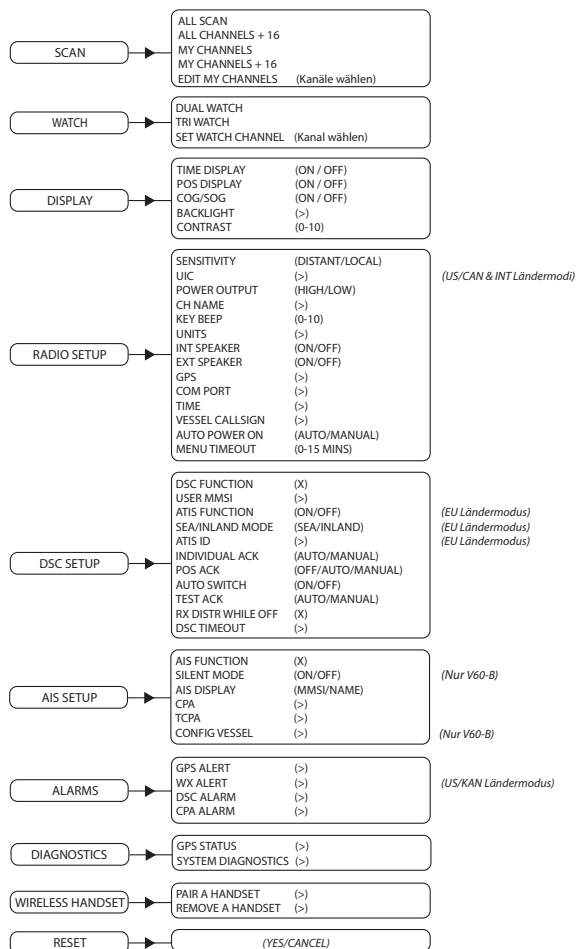 SCAN
ALL SCAN
ALL CHANNELS + 16
MY CHANNELS
MY CHANNELS + 16
EDIT MY CHANNELS (Kanäle wählen)
WATCH
DUAL WATCH
TRI WATCH
SET WATCH CHANNEL (Kanal wählen)
DISPLAY
TIME DISPLAY (ON / OFF)
POS DISPLAY (ON / OFF)
COG/SOG (ON / OFF)
BACKLIGHT (>)
CONTRAST (0-10)
RADIO SETUP
SENSITIVITY (DISTANT/LOCAL)
UIC (>) (US/CAN & INT Ländermodi)
POWER OUTPUT (HIGH/LOW)
CH NAME (>)
KEY BEEP (0-10)
UNITS (>)
INT SPEAKER (ON/OFF)
EXT SPEAKER (ON/OFF)
GPS (>)
COM PORT (>)
TIME (>)
VESSEL CALLSIGN (>)
AUTO POWER ON (AUTO/MANUAL)
MENU TIMEOUT (0-15 MINS)
DSC SETUP
DSC FUNCTION (X)
USER MMSI (>)
ATIS FUNCTION (ON/OFF) (EU Ländermodus)
SEA/INLAND MODE (SEA/INLAND) (EU Ländermodus)
ATIS ID (>) (EU Ländermodus)
INDIVIDUAL ACK (AUTO/MANUAL)
POS ACK (OFF/AUTO/MANUAL)
AUTO SWITCH (ON/OFF)
TEST ACK (AUTO/MANUAL)
RX DISTR WHILE OFF (X)
DSC TIMEOUT (>)
AIS SETUP
AIS FUNCTION (X)
SILENT MODE (ON/OFF) (Nur V60-B)
AIS DISPLAY (MMSI/NAME)
CPA (>)
TCPA (>)
CONFIG VESSEL (>) (Nur V60-B)
ALARMS
GPS ALERT (>)
WX ALERT (>) (US/KAN Ländermodus)
DSC ALARM (>)
CPA ALARM (>)
DIAGNOSTICS
GPS STATUS (>)
SYSTEM DIAGNOSTICS (>)
WIRELESS HANDSET
PAIR A HANDSET (>)
REMOVE A HANDSET (>)
RESET
(YES/CANCEL)